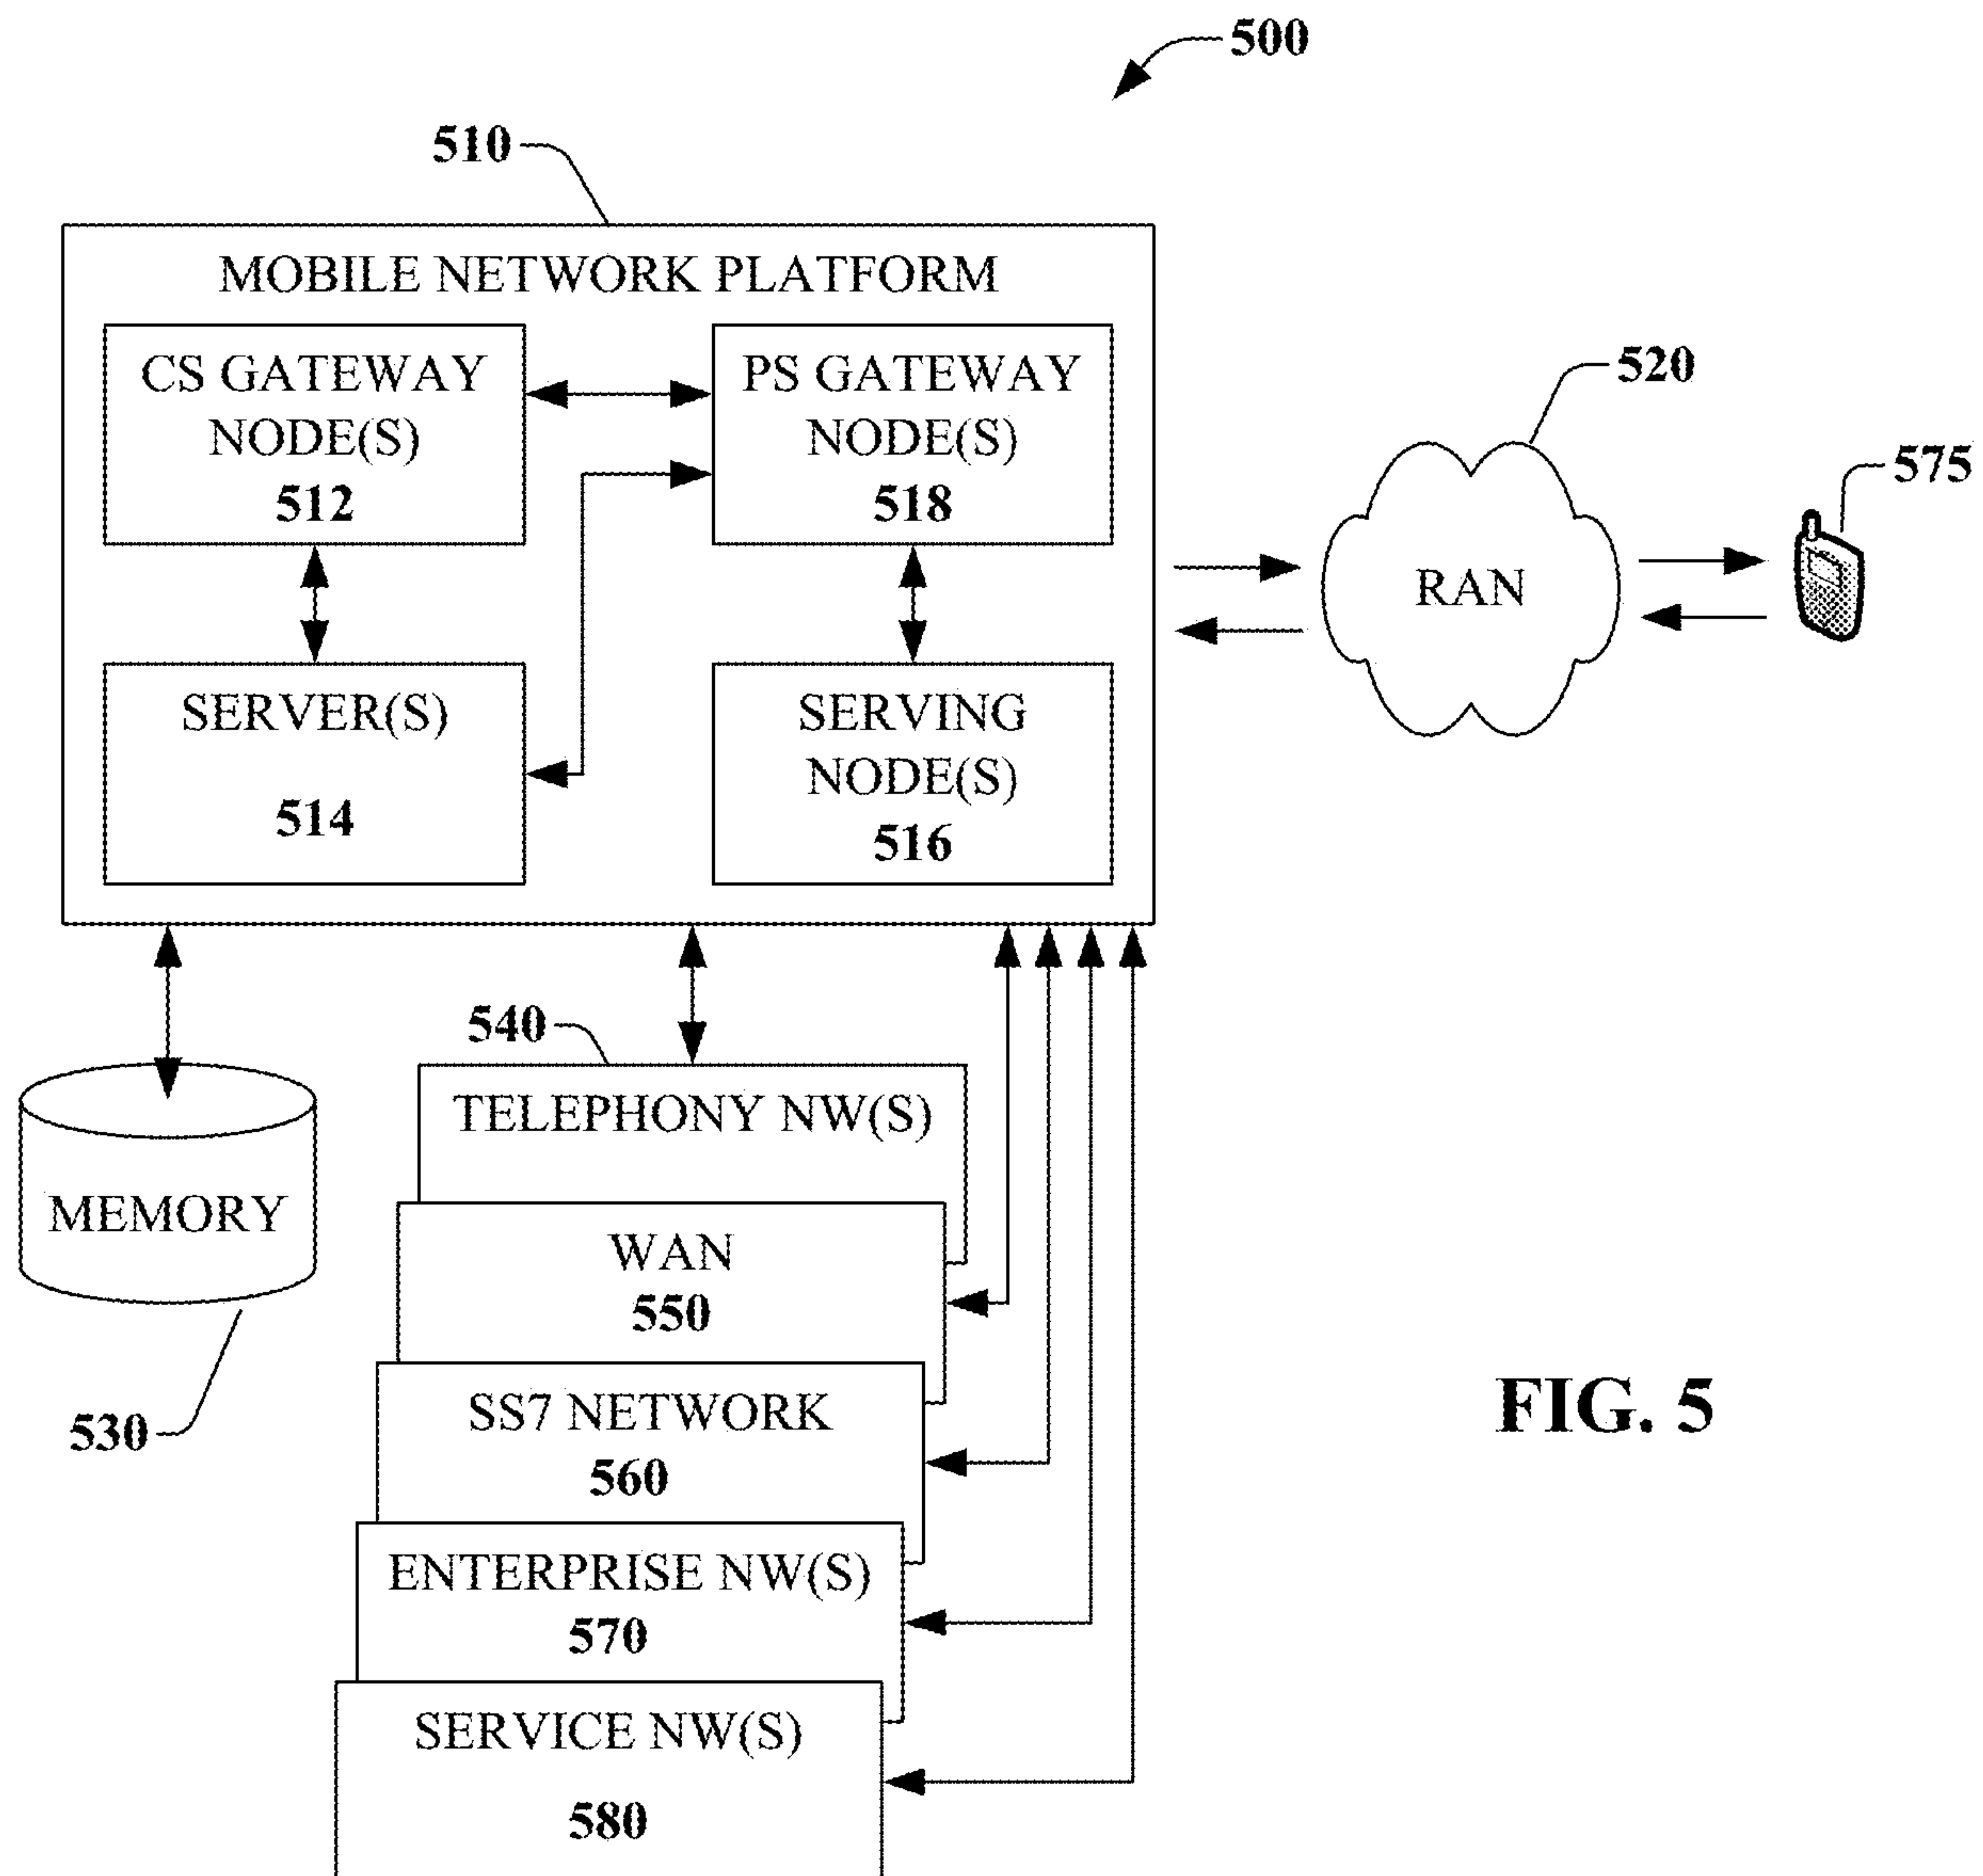 500
510
MOBILE NETWORK PLATFORM
CS GATEWAY
NODE(S)
512
PS GATEWAY
NODE(S)
518
SERVER(S)
514
SERVING
NODE(S)
516
520
RAN
575
540
TELEPHONY NW(S)
MEMORY
530
WAN
550
SS7 NETWORK
560
ENTERPRISE NW(S)
570
SERVICE NW(S)
580
FIG. 5